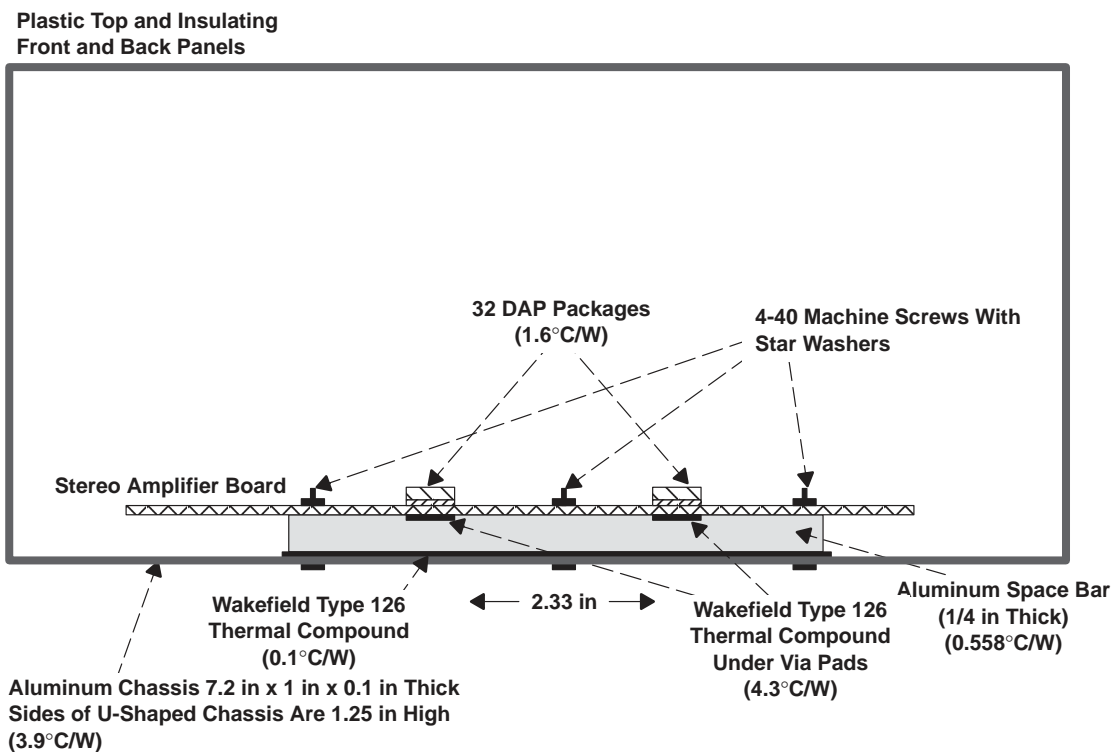 Plastic Top and Insulating
Front and Back Panels
32 DAP Packages
(1.6°C/W)
4-40 Machine Screws With
Star Washers
Stereo Amplifier Board
2.33 in
Wakefield Type 126
Thermal Compound
(0.1°C/W)
Wakefield Type 126
Thermal Compound
Under Via Pads
(4.3°C/W)
Aluminum Space Bar
(1/4 in Thick)
(0.558°C/W)
Aluminum Chassis 7.2 in x 1 in x 0.1 in Thick
Sides of U-Shaped Chassis Are 1.25 in High
(3.9°C/W)